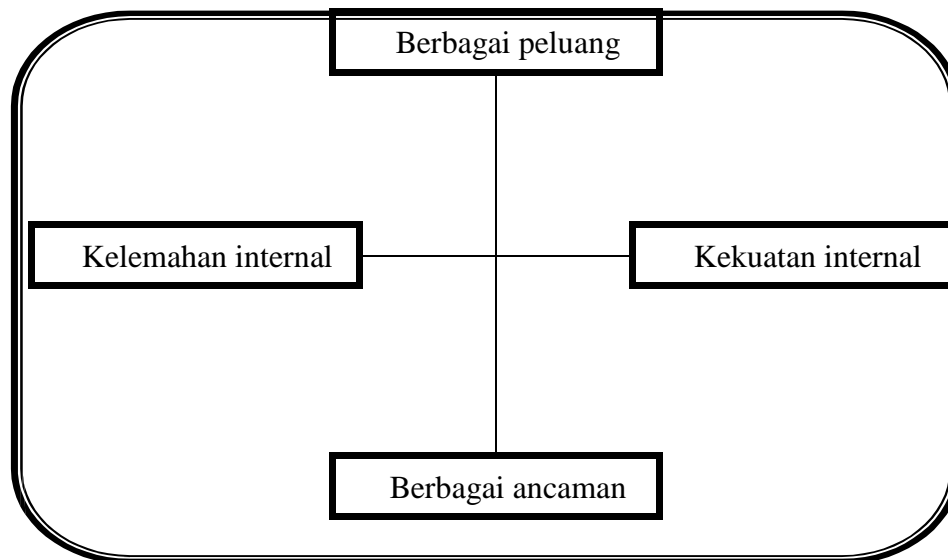 Berbagai peluang
Kelemahan internal
Kekuatan internal
Berbagai ancaman